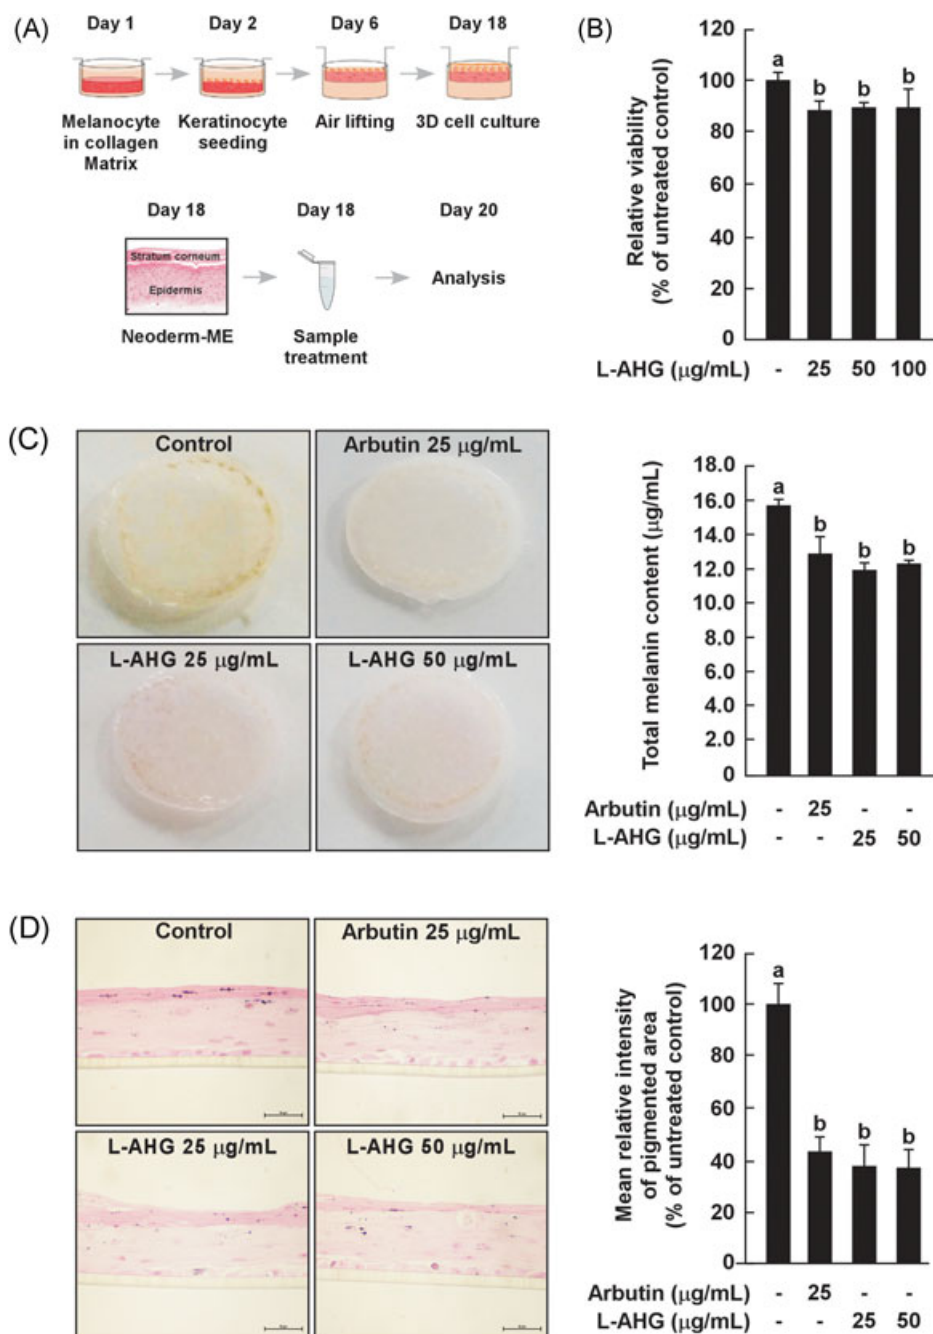 (A)
Day 1
Day 2
Day 6
Day 18
Melanocyte
in collagen
Matrix
Keratinocyte
seeding
Air lifting
3D cell culture
Day 18
Day 18
Day 20
Stratum corneum
Epidermis
Analysis
Neoderm-ME
Sample
treatment
(B)
Relative viability
(% of untreated control)
120
100
80
60
40
20
0
a
b
b
b
L-AHG (μg/mL) - 25 50 100
(C)
Control
Arbutin 25 μg/mL
L-AHG 25 μg/mL
L-AHG 50 μg/mL
Total melanin content (μg/mL)
18.0
16.0
14.0
12.0
10.0
8.0
6.0
4.0
2.0
0
a
b
b
b
Arbutin (μg/mL) - 25 - -
L-AHG (μg/mL) - - 25 50
(D)
Control
Arbutin 25 μg/mL
L-AHG 25 μg/mL
L-AHG 50 μg/mL
Mean relative intensity
of pigmented area
(% of untreated control)
120
100
80
60
40
20
0
a
b
b
b
Arbutin (μg/mL) - 25 - -
L-AHG (μg/mL) - - 25 50